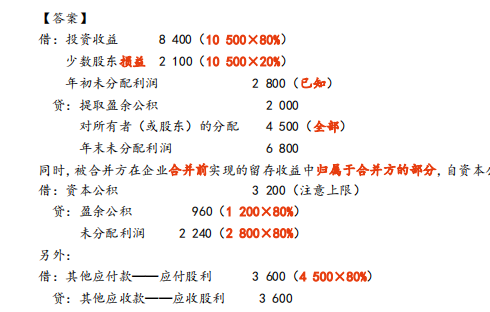 【答案】
借：投资收益 8 400（10 500×80%）
少数股东损益 2 100（10 500×20%）
年初未分配利润 2 800（已知）
贷：提取盈余公积 2 000
对所有者（或股东）的分配 4 500（全部）
年末未分配利润 6 800
同时，被合并方在企业合并前实现的留存收益中归属于合并方的部分，自资本公
借：资本公积 3 200（注意上限）
贷：盈余公积 960（1 200×80%）
未分配利润 2 240（2 800×80%）
另外：
借：其他应付款——应付股利 3 600（4 500×80%）
贷：其他应收款——应收股利 3 600